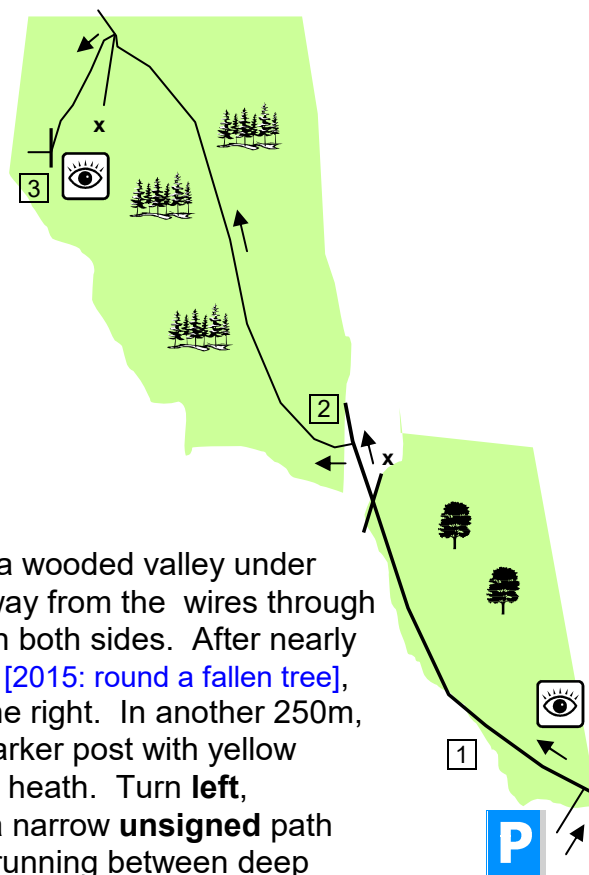 x
3
2
x
a wooded valley under
way from the wires through
n both sides. After nearly
[2015: round a fallen tree],
ne right. In another 250m,
arker post with yellow
heath. Turn left,
a narrow unsigned path
running between deep
1
P